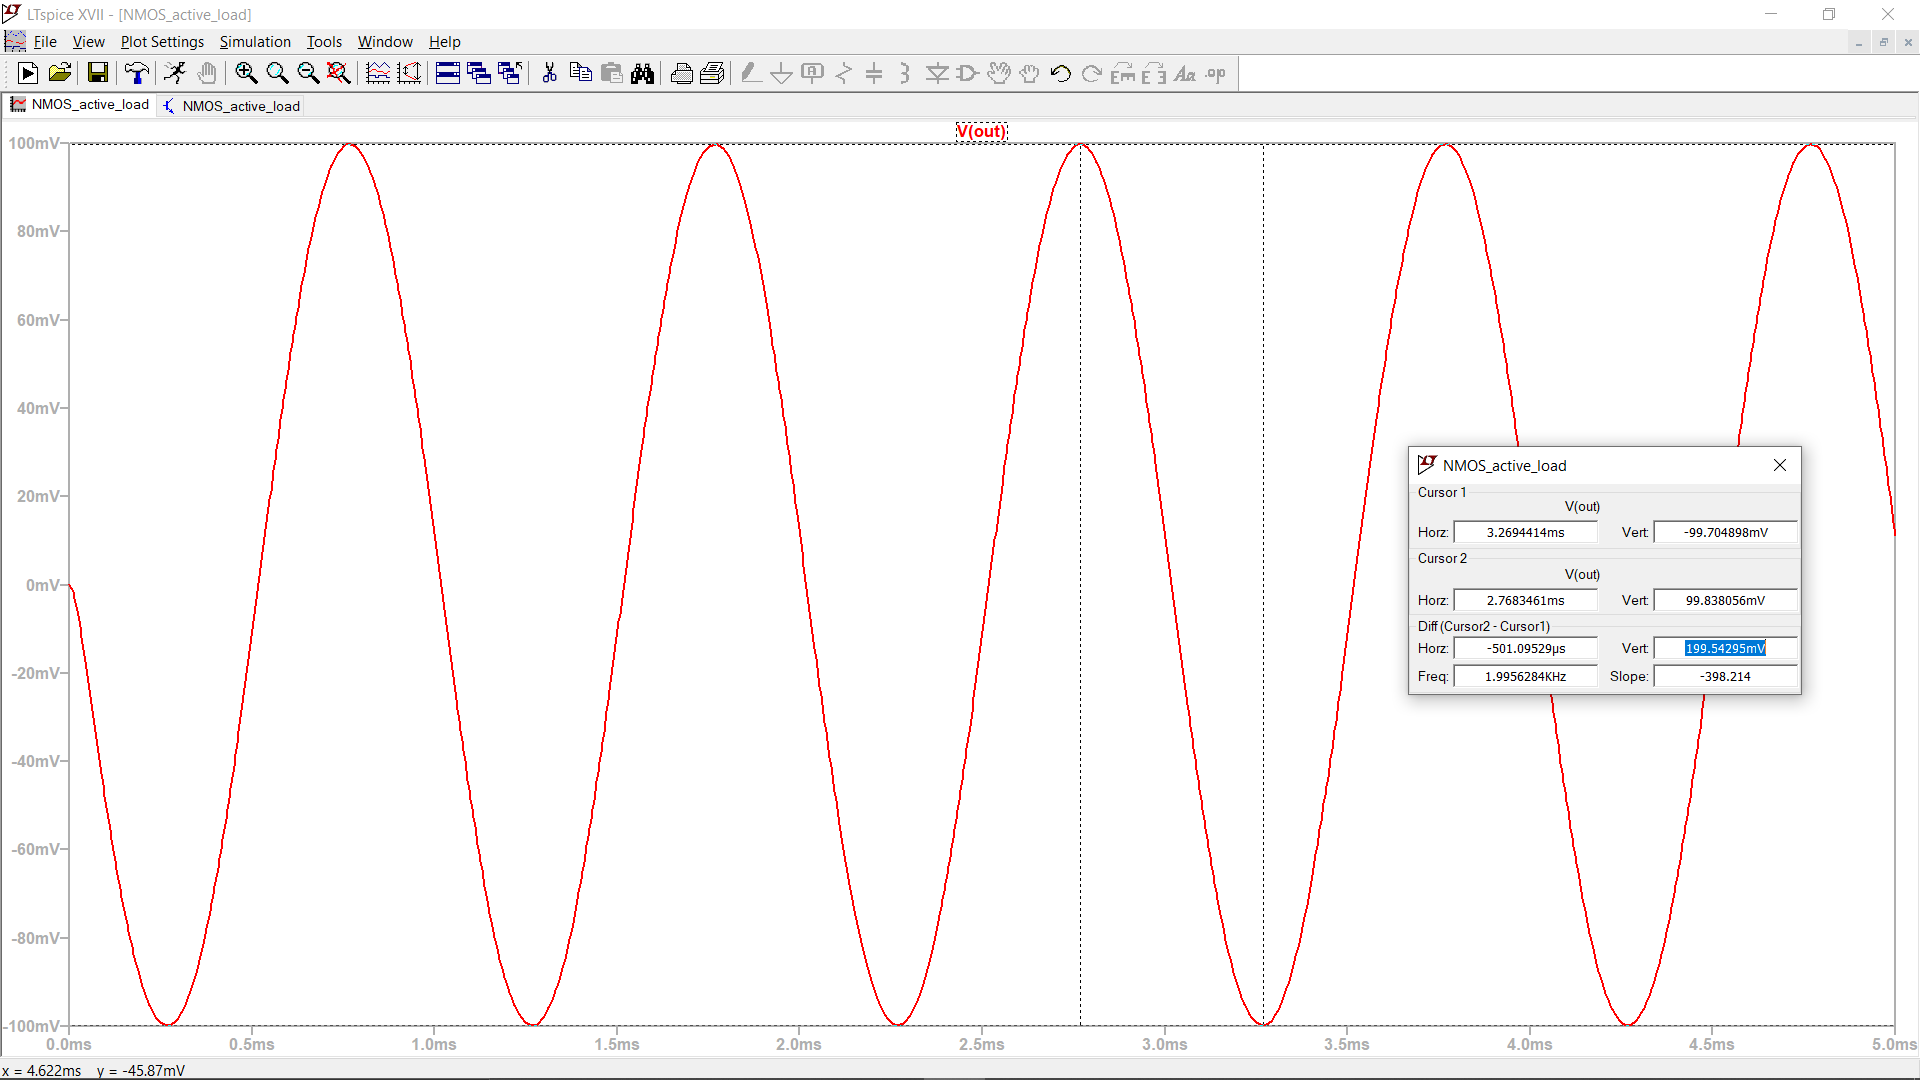 LTspice XVII - [NMOS_active_load]
File View Plot Settings Simulation Tools Window Help
NMOS_active_load NMOS_active_load
V(out)
100mV
80mV
60mV
40mV
20mV
0mV
-20mV
-40mV
-60mV
-80mV
-100mV
0.0ms 0.5ms 1.0ms 1.5ms 2.0ms 2.5ms 3.0ms 3.5ms 4.0ms 4.5ms 5.0ms
NMOS_active_load
Cursor 1
V(out)
Horz: 3.2694414ms Vert: -99.704898mV
Cursor 2
V(out)
Horz: 2.7683461ms Vert: 99.838056mV
Diff (Cursor2 - Cursor1)
Horz: -501.09529µs Vert: 199.54295mV
Freq: 1.9956284KHz Slope: -398.214
x = 4.622ms y = -45.87mV